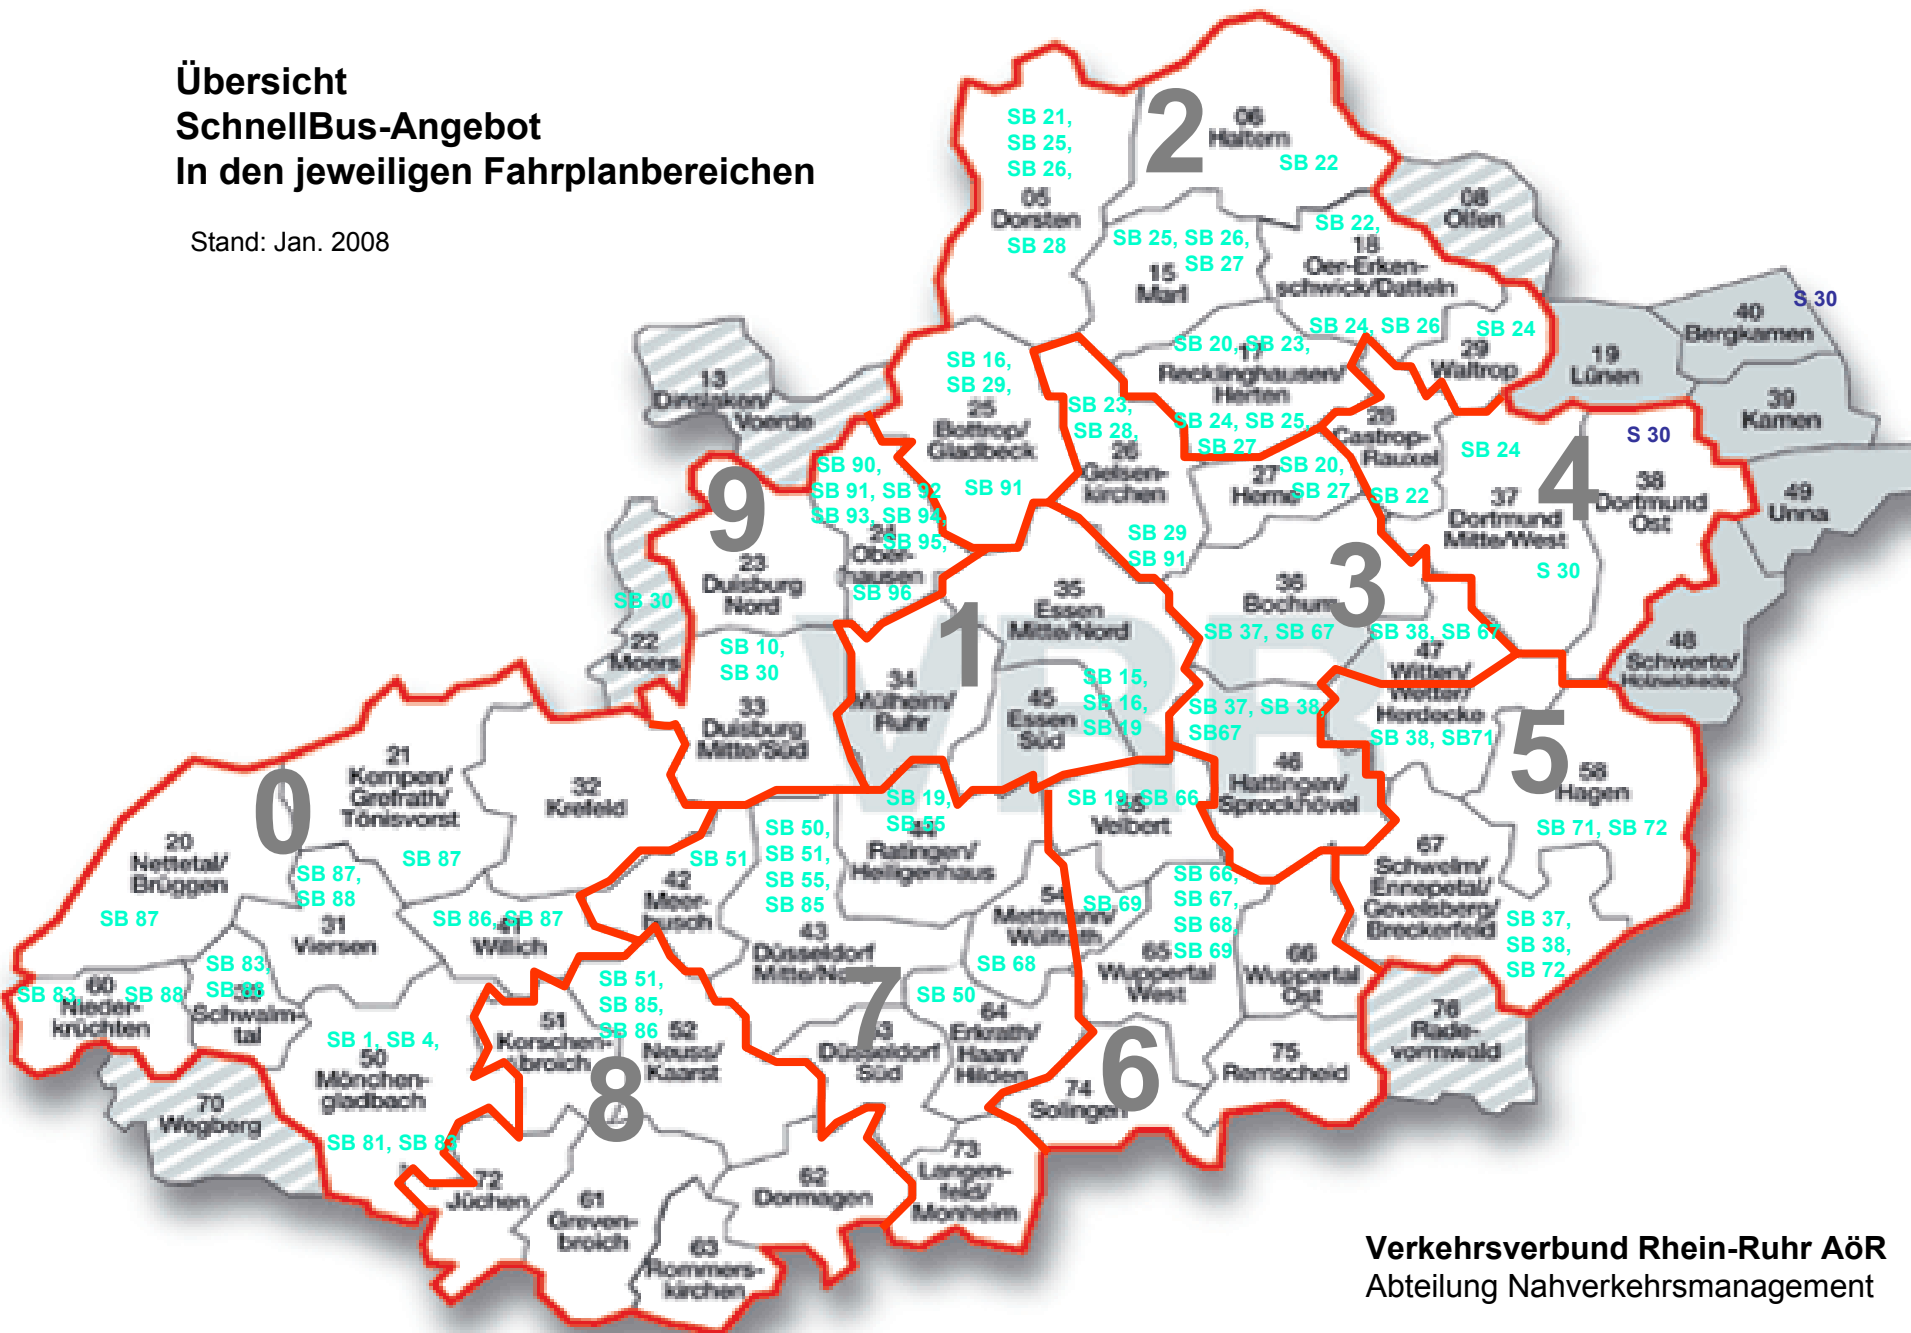 Übersicht
SchnellBus-Angebot
In den jeweiligen Fahrplanbereichen
Stand: Jan. 2008
2
SB 21,
SB 25,
SB 26,
05
Dorsten
SB 28
06
Haltern
SB 22
08
Olfen
SB 25, SB 26,
SB 27
15
Marl
SB 22,
18
Oer-Erken-
schwick/Datteln
SB 24, SB 26
SB 24
29
Waltrop
SB 20, SB 23,
17
Recklinghausen/
Herten
SB 24, SB 25,
SB 27
19
Lünen
40
Bergkamen
S 30
39
Kamen
49
Unna
48
Schwerte/
Holzwickede
13
Dinslaken/
Voerde
SB 16,
SB 29,
25
Bottrop/
Gladbeck
SB 91
SB 23,
SB 28,
26
Gelsen-
kirchen
SB 29
SB 91
SB 20,
SB 27
27
Herne
28
Castrop-
Rauxel
SB 22
4
SB 24
37
Dortmund
Mitte/West
S 30
S 30
38
Dortmund
Ost
9
23
Duisburg
Nord
SB 90,
SB 91, SB 92
SB 93, SB 94,
SB 95,
24
Ober-
hausen
SB 96
SB 30
22
Moers
SB 10,
SB 30
33
Duisburg
Mitte/Süd
1
VRR
35
Essen
Mitte/Nord
34
Mülheim/
Ruhr
45
Essen
Süd
SB 15,
SB 16,
SB 19
3
36
Bochum
SB 37, SB 67
SB 38, SB 67
47
Witten/
Wetter/
Herdecke
SB 38, SB71
SB 37, SB 38,
SB67
46
Hattingen/
Sprockhövel
5
58
Hagen
SB 71, SB 72
67
Schwelm/
Ennepetal/
Gevelsberg/
Breckerfeld
SB 37,
SB 38,
SB 72
0
21
Kempen/
Grefrath/
Tönisvorst
SB 87
32
Krefeld
20
Nettetal/
Brüggen
SB 87
SB 87,
SB 88
31
Viersen
SB 86, SB 87
41
Willich
SB 83, SB 88
60
Nieder-
krüchten
SB 83,
SB 88
Schwalm-
tal
SB 1, SB 4,
50
Mönchen-
gladbach
SB 81, SB 83
70
Wegberg
SB 51
42
Meer-
busch
SB 50,
SB 51,
SB 55,
SB 85
43
Düsseldorf
Mitte/Nord
SB 19,
SB 55
44
Ratingen/
Heiligenhaus
SB 19, SB 66
55
Velbert
54
Mettmann/
Wülfrath
SB 68
SB 69
SB 66,
SB 67,
SB 68,
SB 69
65
Wuppertal
West
66
Wuppertal
Ost
7
53
Düsseldorf
Süd
SB 50
64
Erkrath/
Haan/
Hilden
6
74
Solingen
75
Remscheid
76
Rade-
vormwald
8
SB 51,
SB 85,
SB 86
51
Korschen-
broich
52
Neuss/
Kaarst
72
Jüchen
61
Greven-
broich
62
Dormagen
63
Rommers-
kirchen
73
Langen-
feld/
Monheim
Verkehrsverbund Rhein-Ruhr AöR
Abteilung Nahverkehrsmanagement